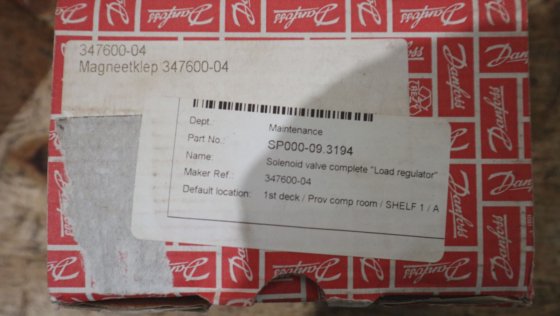 347600-04
Magneetklep 347600-04
Dept. Maintenance
Part No.: SP000-09.3194
Name: Solenoid valve complete "Load regulator"
Maker Ref.: 347600-04
Default location: 1st deck / Prov comp room / SHELF 1 / A
Danfoss